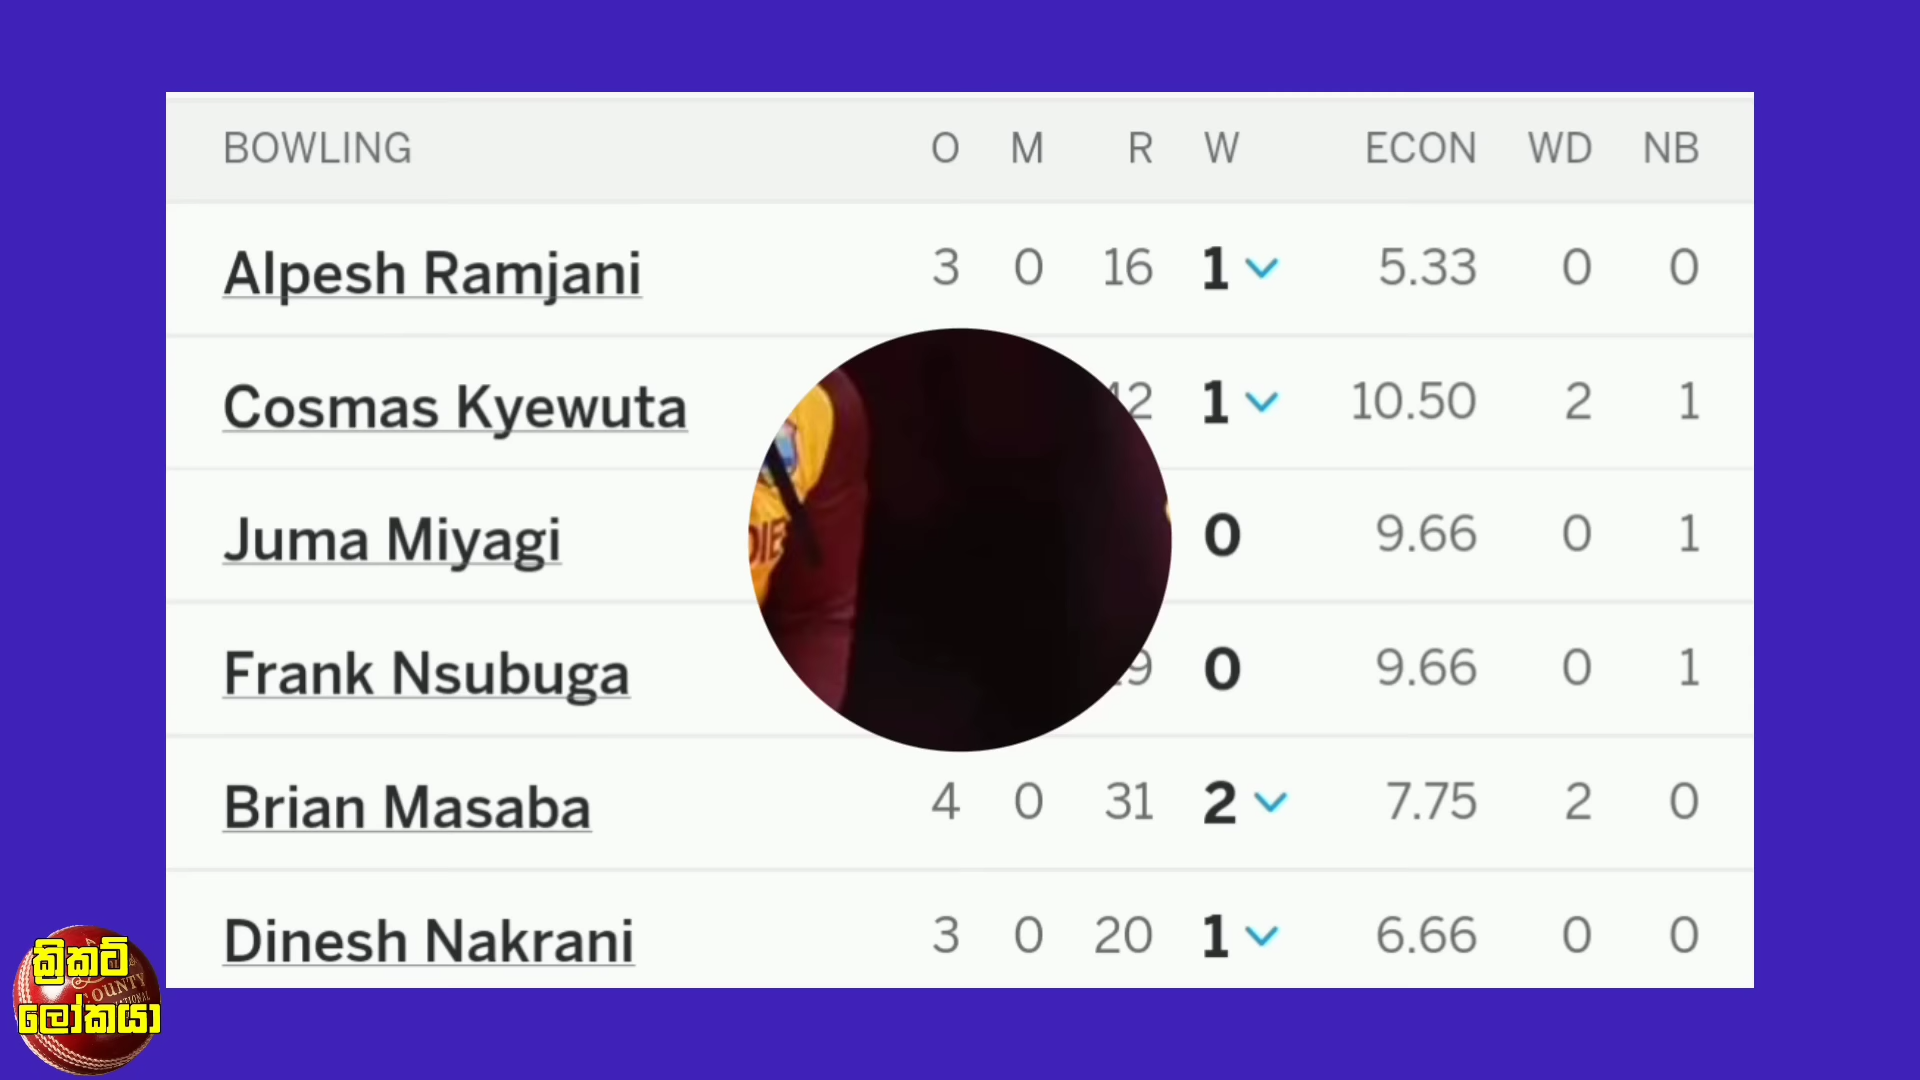 BOWLING O M R W ECON WD NB
Alpesh Ramjani 3 0 16 1 5.33 0 0
Cosmas Kyewuta 1 10.50 2 1
Juma Miyagi 0 9.66 0 1
Frank Nsubuga 0 9.66 0 1
Brian Masaba 4 0 31 2 7.75 2 0
Dinesh Nakrani 3 0 20 1 6.66 0 0
ක්‍රිකට්
COUNTY
ලෝකයා